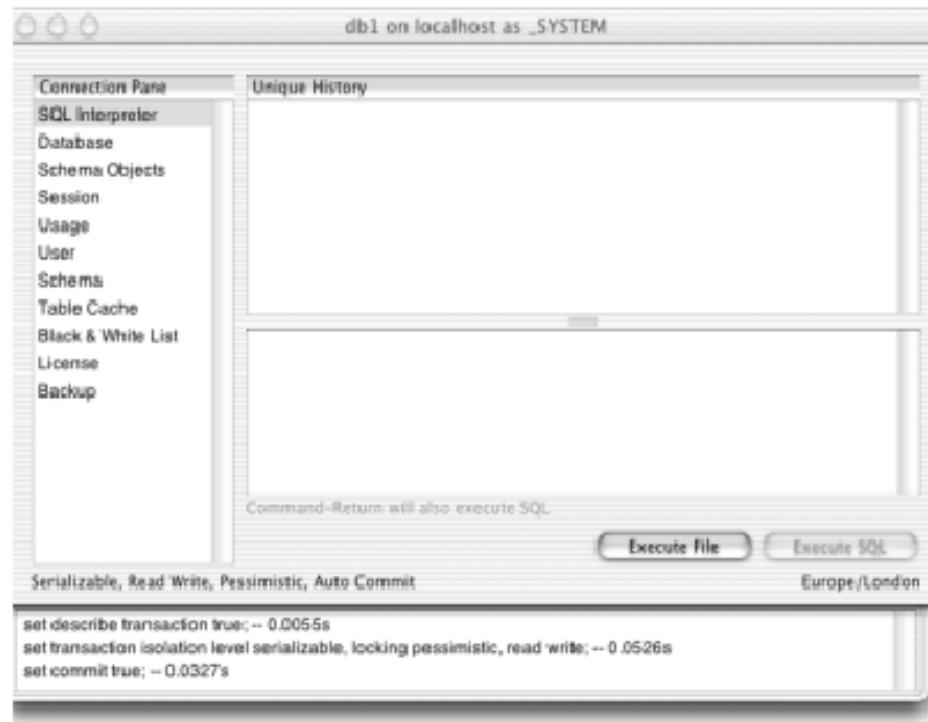 db1 on localhost as _SYSTEM
Connection Pane
SQL Interpreter
Database
Schema Objects
Session
Usage
User
Schema
Table Cache
Black & White List
License
Backup
Unique History
Command-Return will also execute SQL
Execute File
Execute SQL
Serializable, Read Write, Pessimistic, Auto Commit
Europe/London
set describe transaction true; -- 0.0055s
set transaction isolation level serializable, locking pessimistic, read write; -- 0.0526s
set commit true; -- 0.0327s